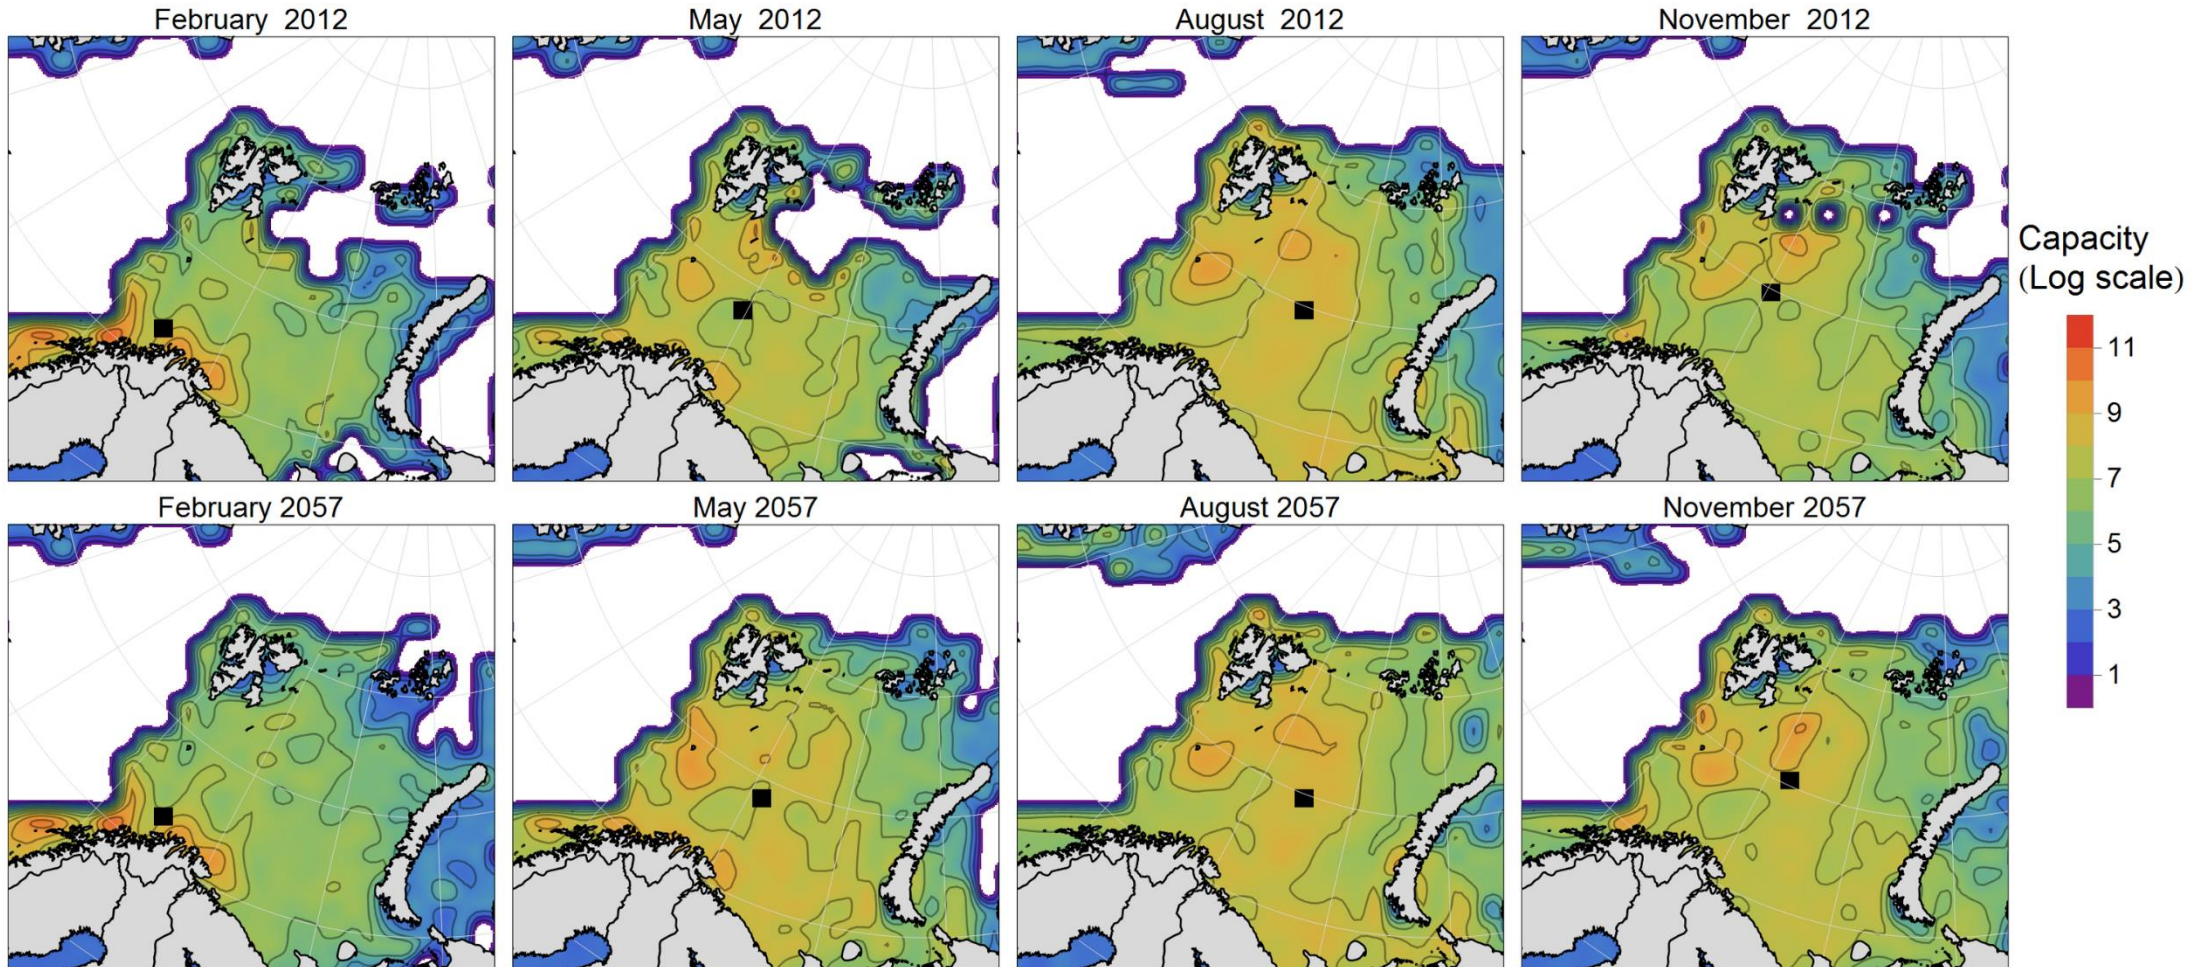 February 2012
May 2012
August 2012
November 2012
February 2057
May 2057
August 2057
November 2057
Capacity
(Log scale)
11
9
7
5
3
1